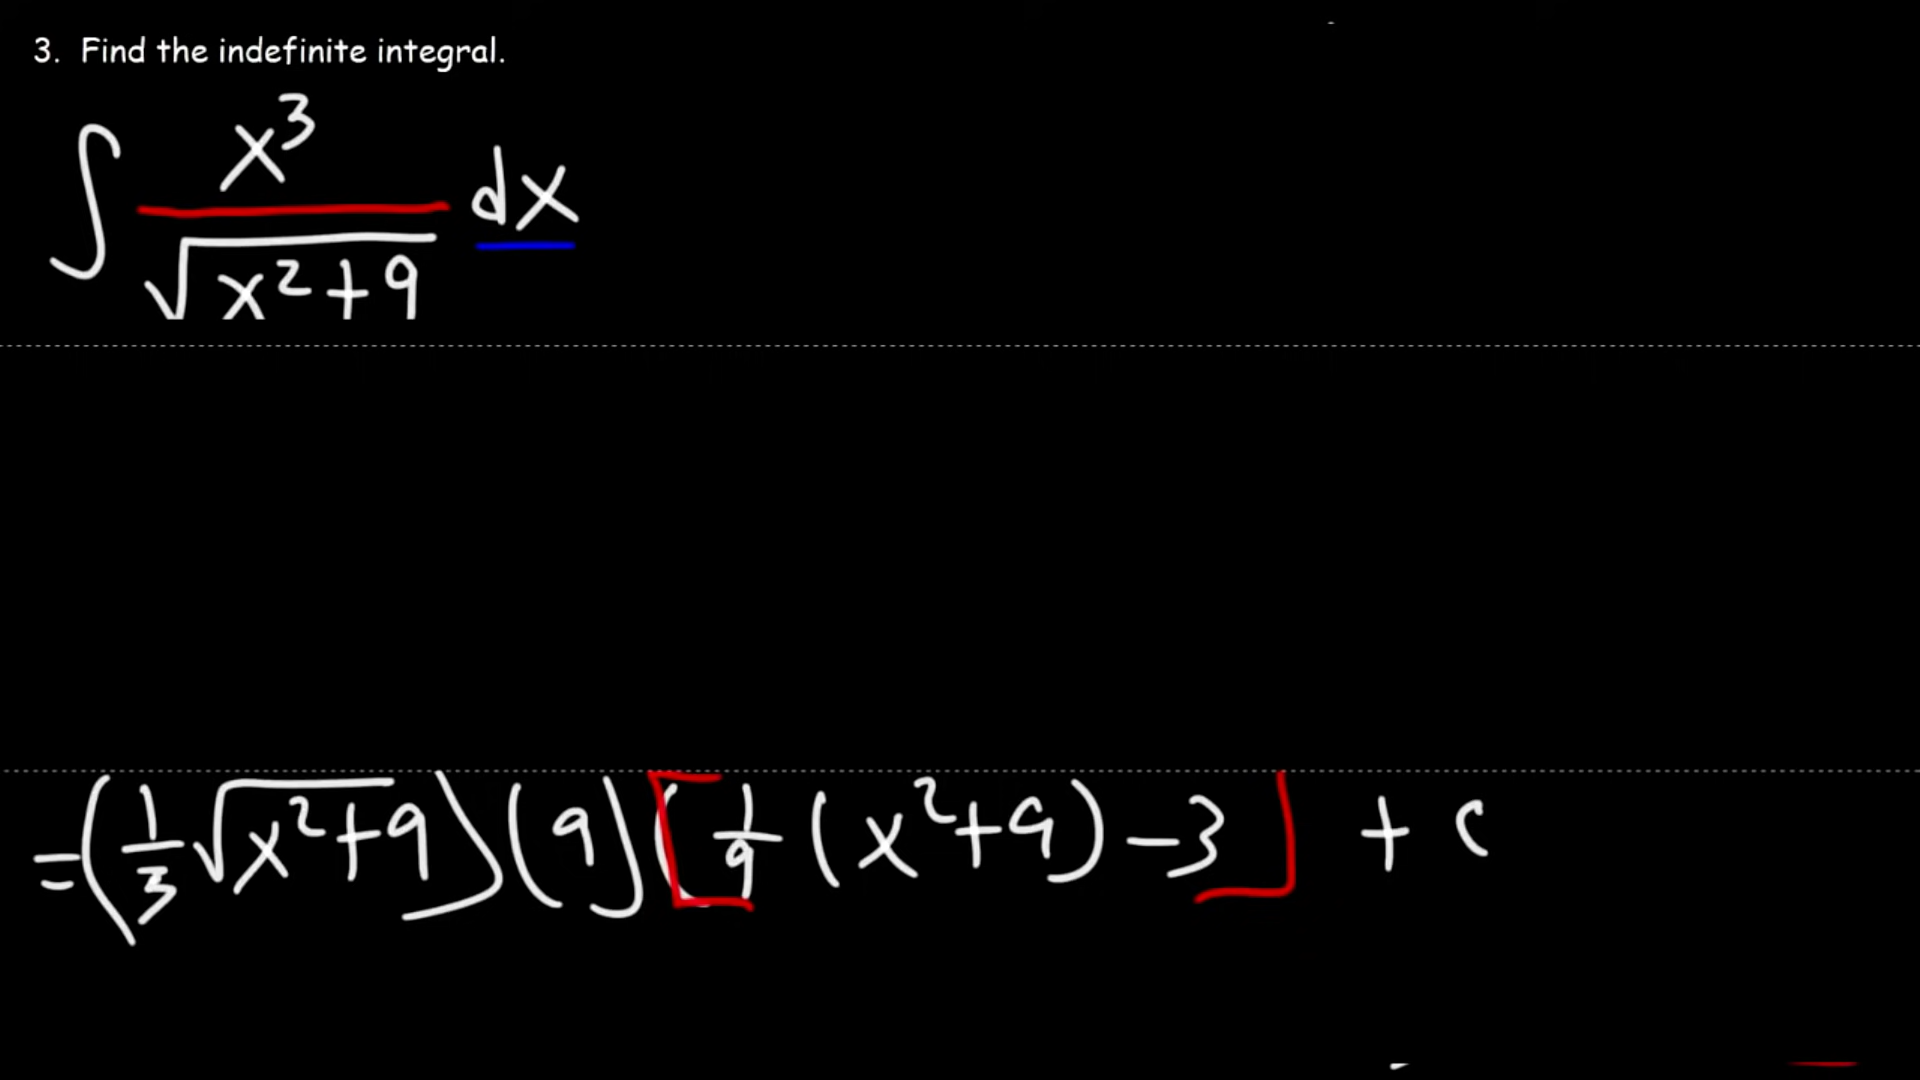 3. Find the indefinite integral.
∫ x³ / √(x²+9) dx
= (1/3 √(x²+9)) (9) [1/9 (x²+9) - 3] + c